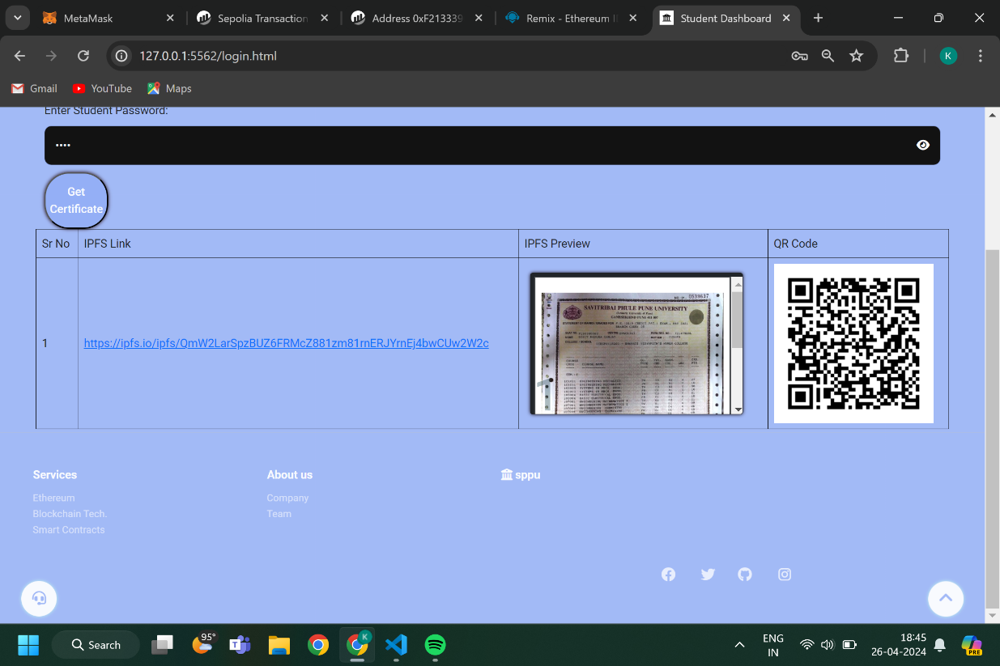 MetaMask
Sepolia Transaction
Address 0xF213339
Remix - Ethereum I
Student Dashboard
127.0.0.1:5562/login.html
K
Gmail
YouTube
Maps
Enter Student Password:
••••
Get
Certificate
Sr No
IPFS Link
IPFS Preview
QR Code
1
https://ipfs.io/ipfs/QmW2LarSpzBUZ6FRMcZ881zm81rnERJYrnEj4bwCUw2W2c
SAVITRIBAI PHULE PUNE UNIVERSITY
Services
Ethereum
Blockchain Tech.
Smart Contracts
About us
Company
Team
sppu
Search
95°
K
ENG
IN
18:45
26-04-2024
PRE